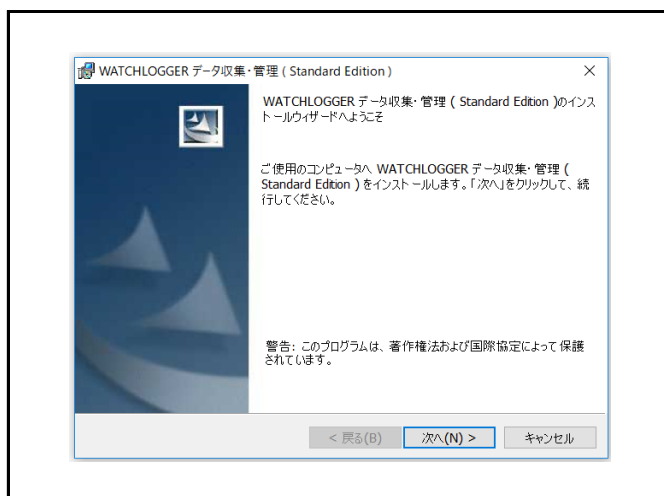 WATCHLOGGER データ収集・管理 ( Standard Edition )
WATCHLOGGER データ収集・管理 ( Standard Edition )のインス
トールウィザードへようこそ
ご使用のコンピュータへ WATCHLOGGER データ収集・管理 (
Standard Edition ) をインストールします。「次へ」をクリックして、続
行してください。
警告: このプログラムは、著作権法および国際協定によって保護
されています。
< 戻る(B) 次へ(N) > キャンセル